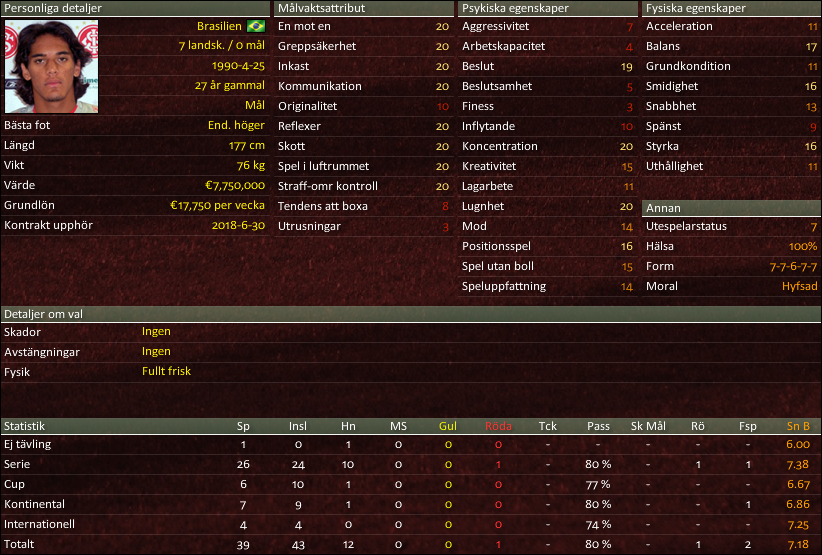 Personliga detaljer
Brasilien
7 landsk. / 0 mål
1990-4-25
27 år gammal
Mål
Bästa fot End. höger
Längd 177 cm
Vikt 76 kg
Värde €7,750,000
Grundlön €17,750 per vecka
Kontrakt upphör 2018-6-30
Målvaktsattribut
En mot en 20
Greppsäkerhet 20
Inkast 20
Kommunikation 20
Originalitet 10
Reflexer 20
Skott 20
Spel i luftrummet 20
Straff-omr kontroll 20
Tendens att boxa 8
Utrusningar 3
Psykiska egenskaper
Aggressivitet 7
Arbetskapacitet 4
Beslut 19
Beslutsamhet 5
Finess 3
Inflytande 10
Koncentration 20
Kreativitet 15
Lagarbete 11
Lugnhet 20
Mod 14
Positionsspel 16
Spel utan boll 15
Speluppfattning 14
Fysiska egenskaper
Acceleration 11
Balans 17
Grundkondition 11
Smidighet 16
Snabbhet 13
Spänst 9
Styrka 16
Uthållighet 11
Annan
Utespelarstatus 7
Hälsa 100%
Form 7-7-6-7-7
Moral Hyfsad
Detaljer om val
Skador Ingen
Avstängningar Ingen
Fysik Fullt frisk
Statistik Sp Insl Hn MS Gul Röda Tck Pass Sk Mål Rö Fsp Sn B
Ej tävling 1 0 1 0 0 0 - - - - - 6.00
Serie 26 24 10 0 0 1 - 80 % - 1 1 7.38
Cup 6 10 1 0 0 0 - 77 % - - - 6.67
Kontinental 7 9 1 0 0 0 - 80 % - - 1 6.86
Internationell 4 4 0 0 0 0 - 74 % - - - 7.25
Totalt 39 43 12 0 0 1 - 80 % - 1 2 7.18